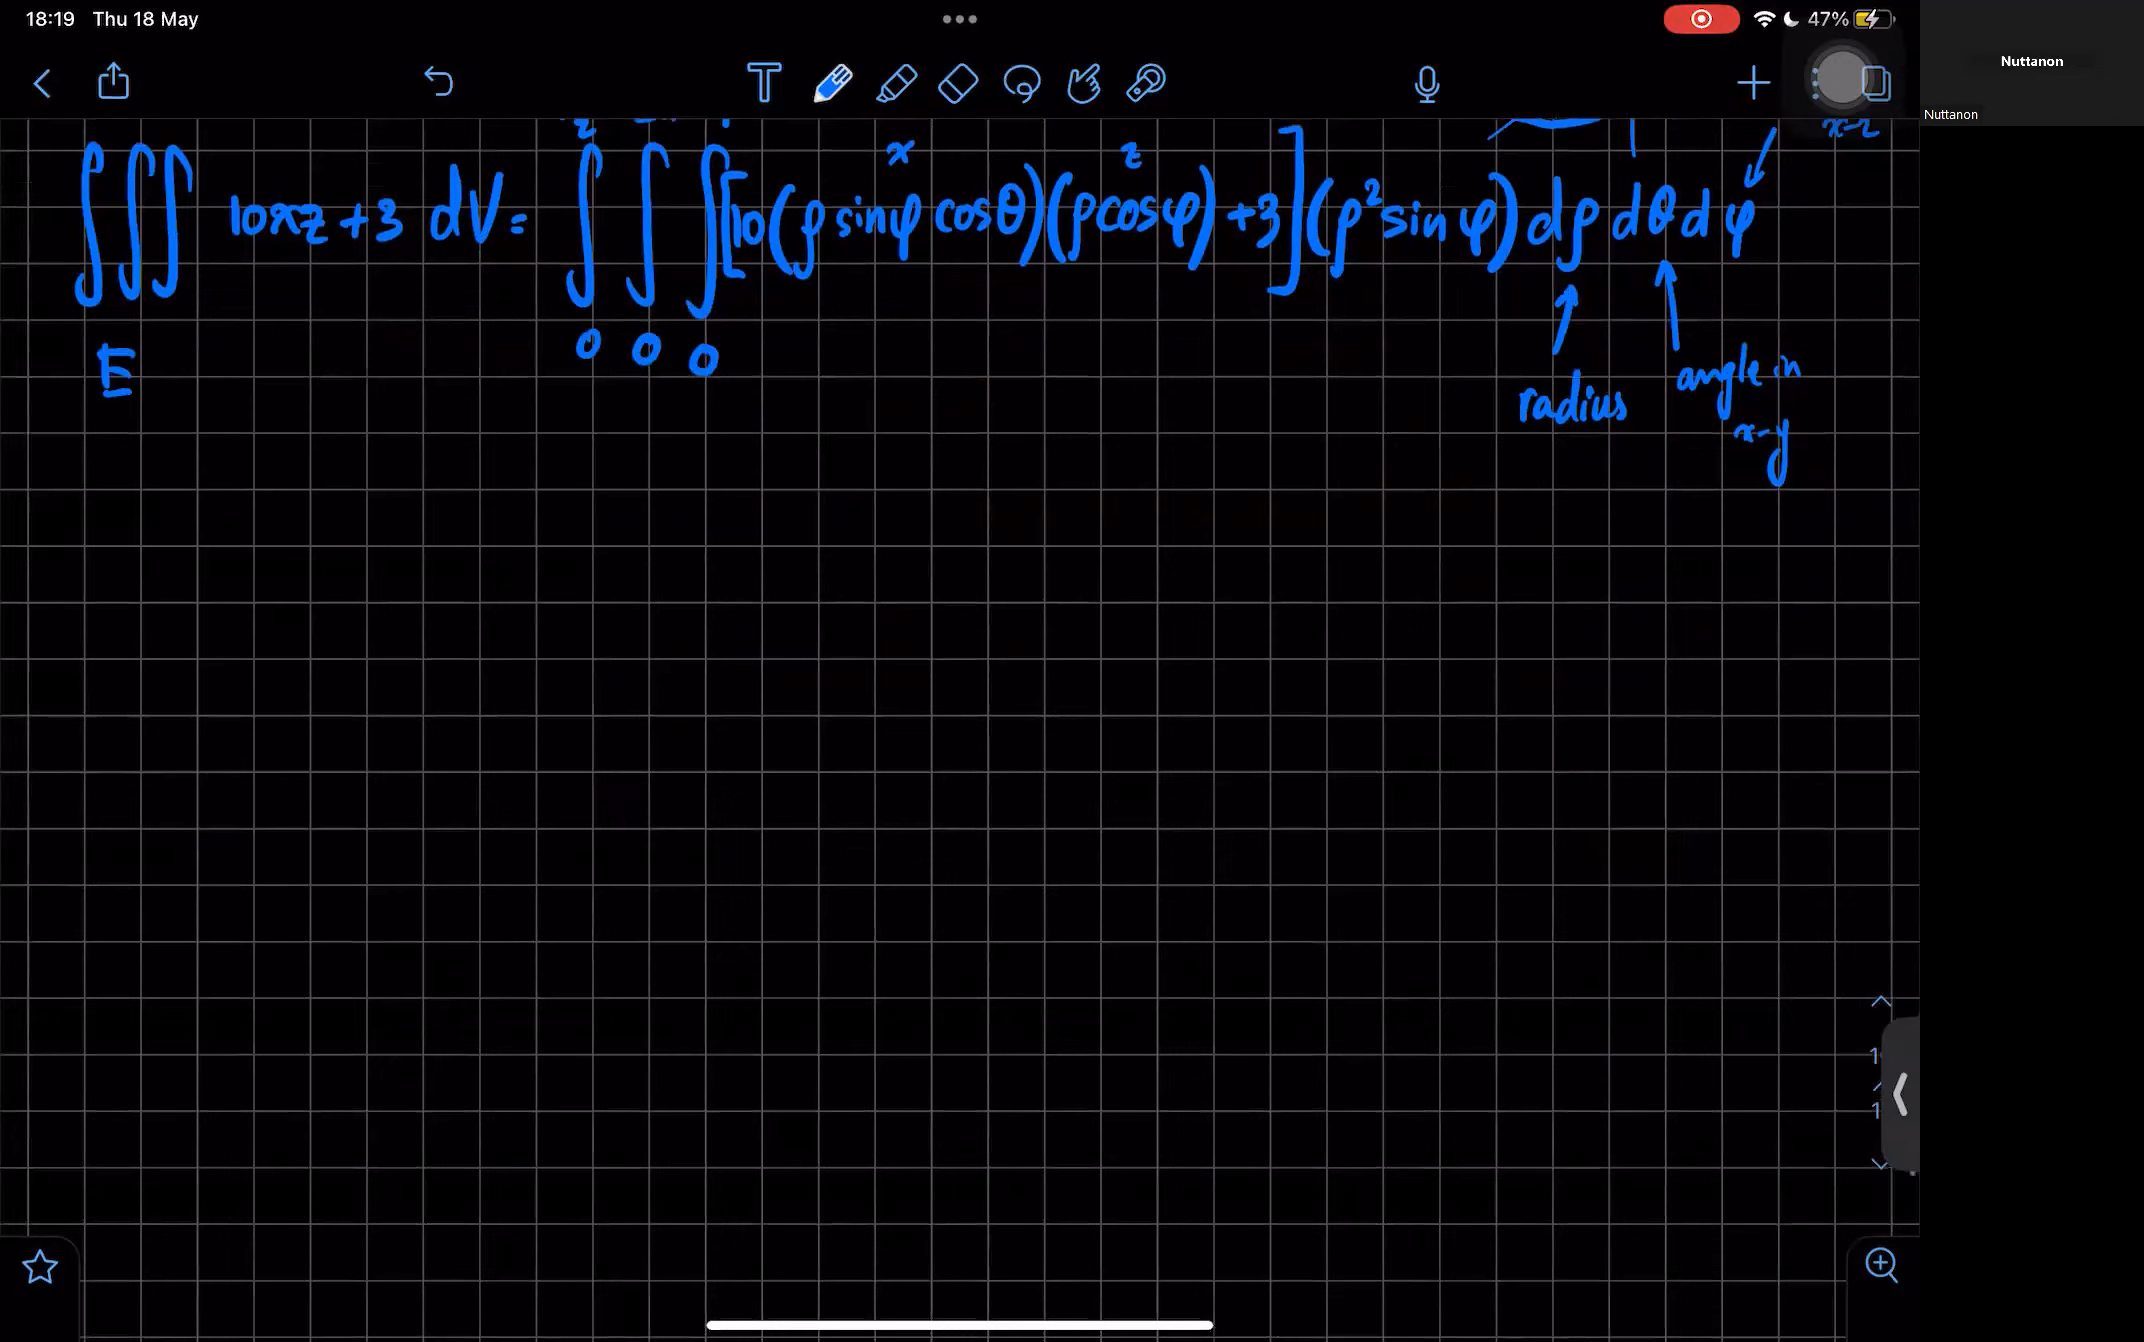 18:19 Thu 18 May
47%
Nuttanon
Nuttanon
x-z
x z
∭ 10xz+3 dV = ∫ ∫ ∫ [10(ρ sinφ cosθ)(ρcosφ)+3](ρ² sin φ) dρ dθ d φ
E
0 0 0
radius
angle in
x-y